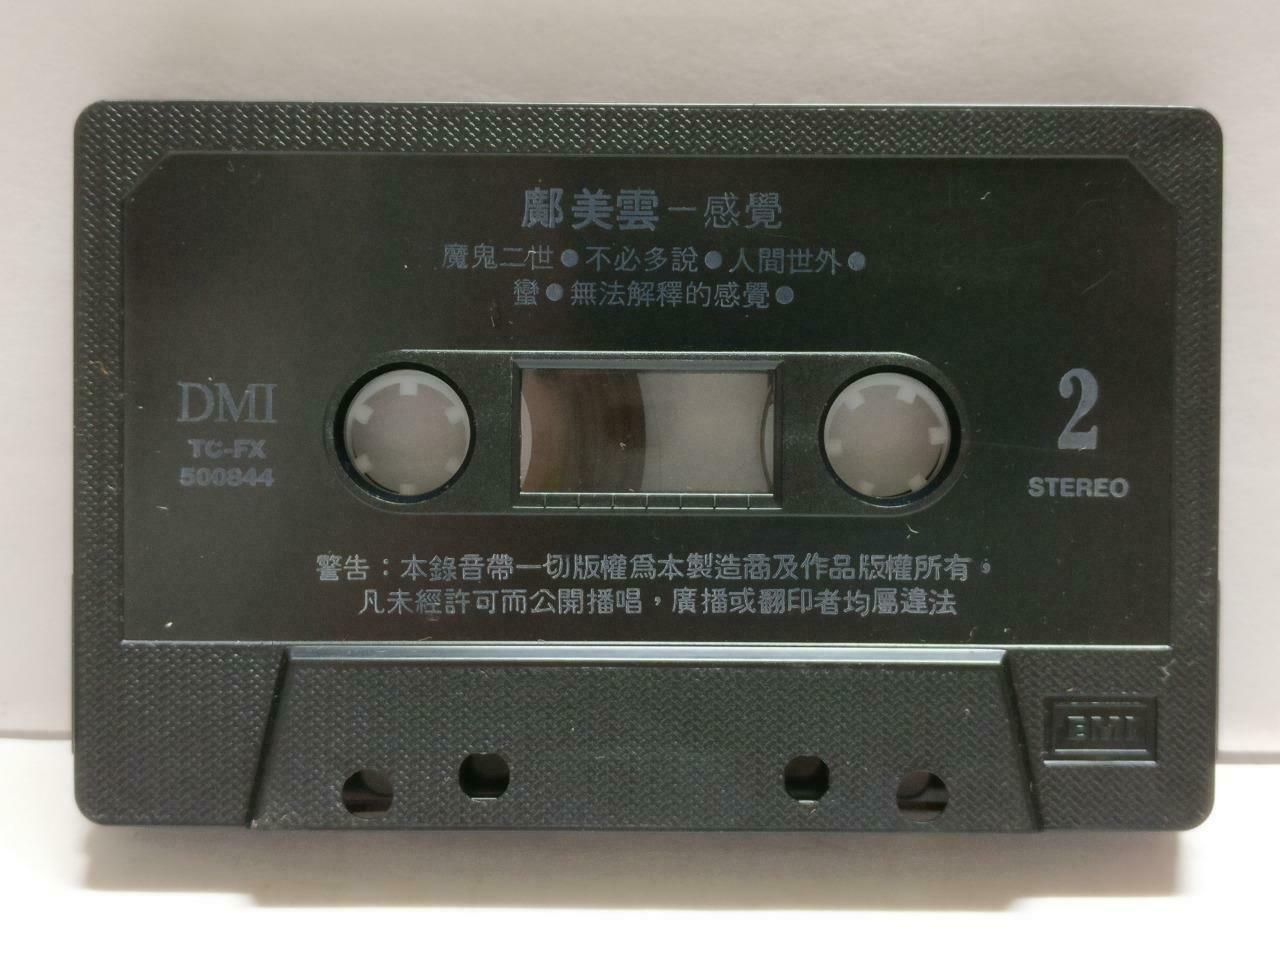 鄺美雲－感覺
魔鬼二世●不必多說●人間世外●
蠻●無法解釋的感覺●
DMI
TC-FX
500844
2
STEREO
警告：本錄音帶一切版權爲本製造商及作品版權所有，
凡未經許可而公開播唱，廣播或翻印者均屬違法
EMI